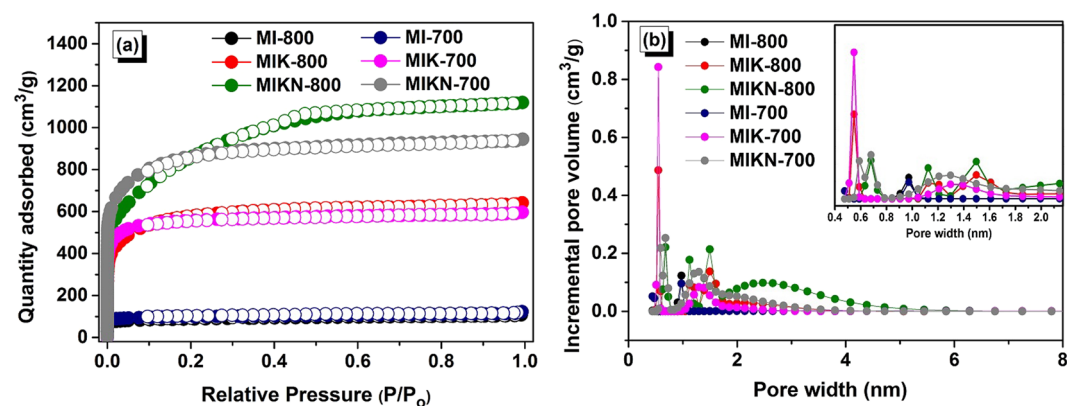 (a)
MI-800
MIK-800
MIKN-800
MI-700
MIK-700
MIKN-700
Quantity adsorbed (cm³/g)
1400
1200
1000
800
600
400
200
0
0.0 0.2 0.4 0.6 0.8 1.0
Relative Pressure (P/Pₒ)
(b)
MI-800
MIK-800
MIKN-800
MI-700
MIK-700
MIKN-700
Incremental pore volume (cm³/g)
1.0
0.8
0.6
0.4
0.2
0.0
0 2 4 6 8
Pore width (nm)
0.4 0.6 0.8 1.0 1.2 1.4 1.6 1.8 2.0
Pore width (nm)